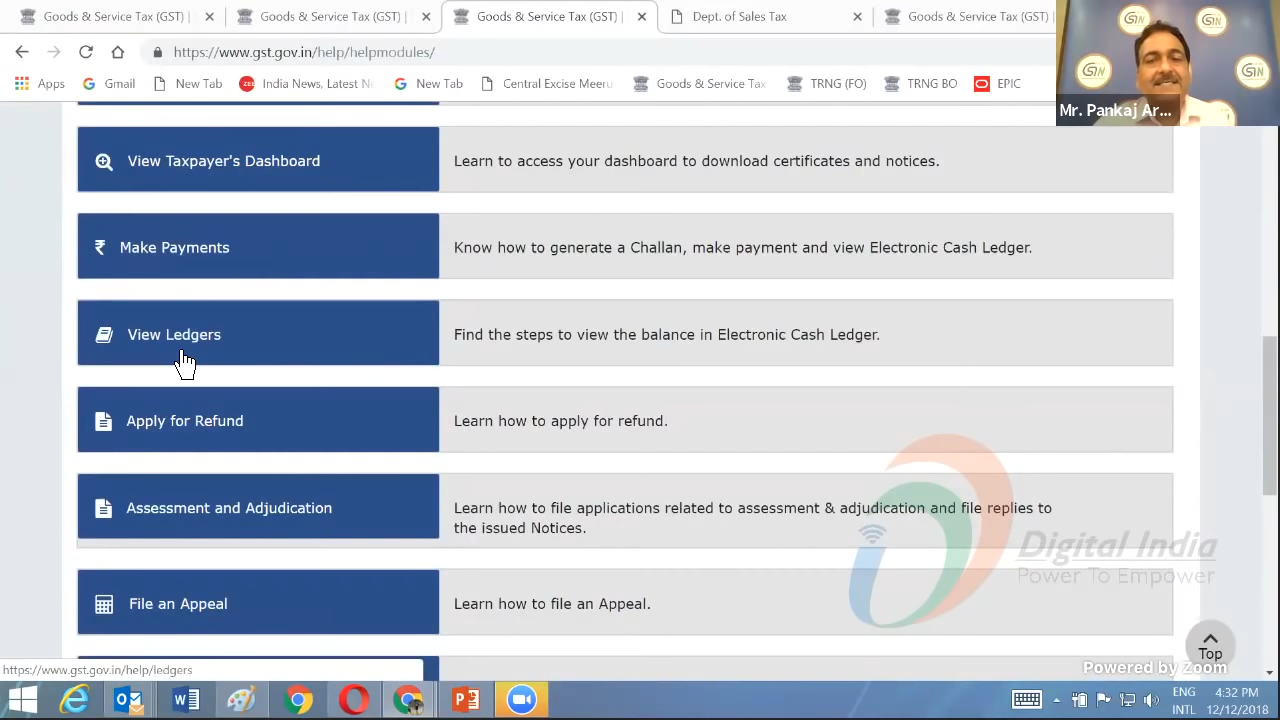 Goods & Service Tax (GST) |
Goods & Service Tax (GST) |
Goods & Service Tax (GST) |
Dept. of Sales Tax
Goods & Service Tax (GST) |
https://www.gst.gov.in/help/helpmodules/
Apps
Gmail
New Tab
India News, Latest N
New Tab
Central Excise Meeru
Goods & Service Tax
TRNG (FO)
TRNG BO
EPIC
Mr. Pankaj Ar...
View Taxpayer's Dashboard
Learn to access your dashboard to download certificates and notices.
₹ Make Payments
Know how to generate a Challan, make payment and view Electronic Cash Ledger.
View Ledgers
Find the steps to view the balance in Electronic Cash Ledger.
Apply for Refund
Learn how to apply for refund.
Assessment and Adjudication
Learn how to file applications related to assessment & adjudication and file replies to
the issued Notices.
File an Appeal
Learn how to file an Appeal.
Digital India
Power To Empower
Top
Powered by Zoom
https://www.gst.gov.in/help/ledgers
ENG
INTL
4:32 PM
12/12/2018